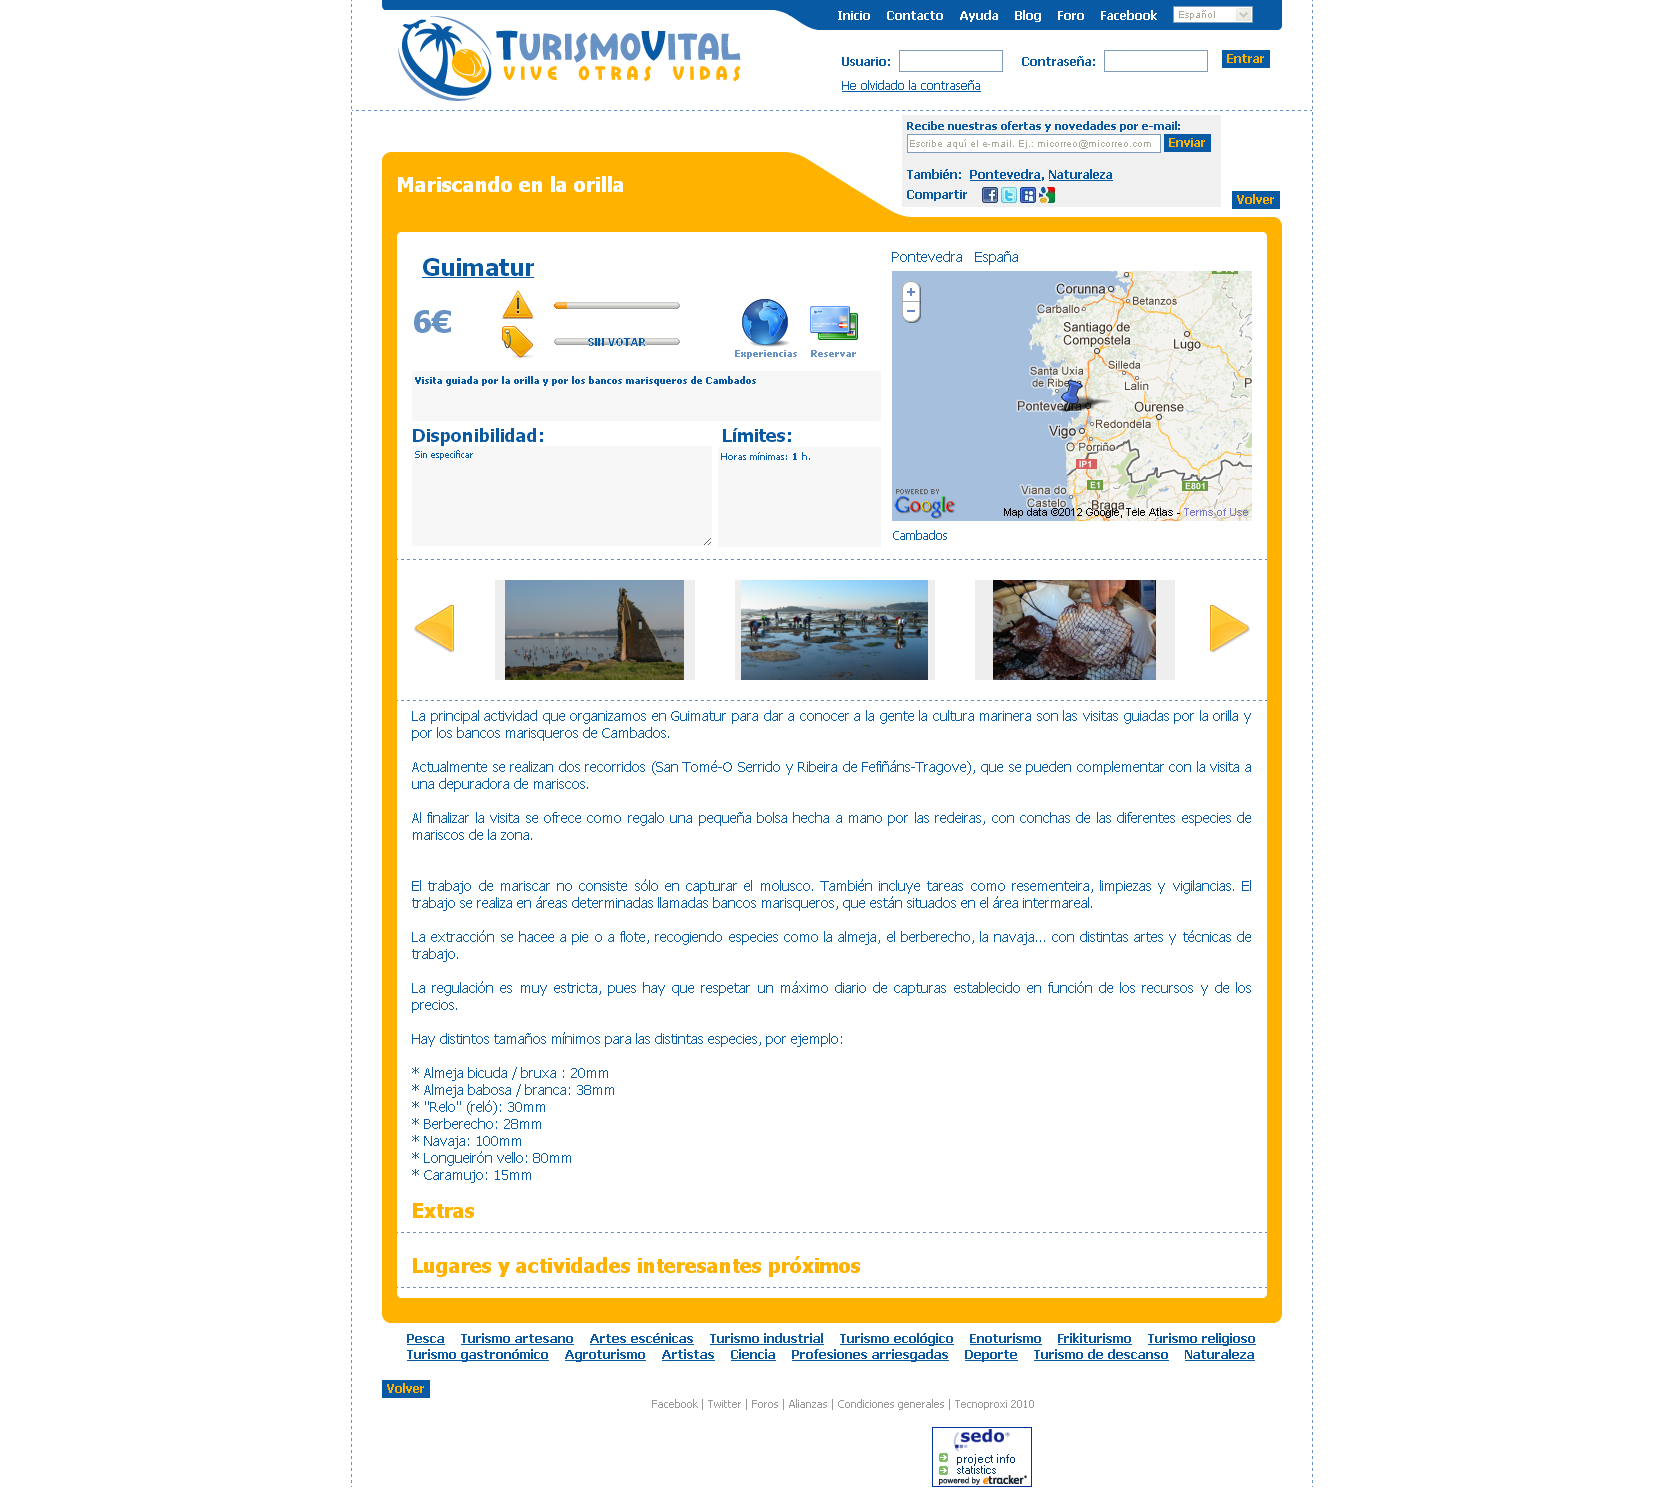 Inicio Contacto Ayuda Blog Foro Facebook Español
TURISMOVITAL
VIVE OTRAS VIDAS
Usuario: Contraseña: Entrar
He olvidado la contraseña
Recibe nuestras ofertas y novedades por e-mail:
Escribe aquí el e-mail. Ej.: micorreo@micorreo.com Enviar
También: Pontevedra, Naturaleza
Compartir
Volver
Mariscando en la orilla
Guimatur
6€
SIN VOTAR
Experiencias Reservar
Visita guiada por la orilla y por los bancos marisqueros de Cambados
Disponibilidad:
Sin especificar
Límites:
Horas mínimas: 1 h.
Pontevedra España
+
−
Corunna
Betanzos
Carballo
Santiago de
Compostela
Lugo
Silleda
Santa Uxia
de Ribeira
Lalin
Pontevedra
Ourense
Redondela
Vigo
O Porriño
IP1
E1
E801
Viana do
Castelo
Braga
POWERED BY
Google
Map data ©2012 Google, Tele Atlas - Terms of Use
Cambados
La principal actividad que organizamos en Guimatur para dar a conocer a la gente la cultura marinera son las visitas guiadas por la orilla y
por los bancos marisqueros de Cambados.
Actualmente se realizan dos recorridos (San Tomé-O Serrido y Ribeira de Fefiñáns-Tragove), que se pueden complementar con la visita a
una depuradora de mariscos.
Al finalizar la visita se ofrece como regalo una pequeña bolsa hecha a mano por las redeiras, con conchas de las diferentes especies de
mariscos de la zona.
El trabajo de mariscar no consiste sólo en capturar el molusco. También incluye tareas como resementeira, limpiezas y vigilancias. El
trabajo se realiza en áreas determinadas llamadas bancos marisqueros, que están situados en el área intermareal.
La extracción se hacee a pie o a flote, recogiendo especies como la almeja, el berberecho, la navaja... con distintas artes y técnicas de
trabajo.
La regulación es muy estricta, pues hay que respetar un máximo diario de capturas establecido en función de los recursos y de los
precios.
Hay distintos tamaños mínimos para las distintas especies, por ejemplo:
* Almeja bicuda / bruxa : 20mm
* Almeja babosa / branca: 38mm
* "Relo" (reló): 30mm
* Berberecho: 28mm
* Navaja: 100mm
* Longueirón vello: 80mm
* Caramujo: 15mm
Extras
Lugares y actividades interesantes próximos
Pesca Turismo artesano Artes escénicas Turismo industrial Turismo ecológico Enoturismo Frikiturismo Turismo religioso
Turismo gastronómico Agroturismo Artistas Ciencia Profesiones arriesgadas Deporte Turismo de descanso Naturaleza
Volver
Facebook | Twitter | Foros | Alianzas | Condiciones generales | Tecnoproxi 2010
sedo
project info
statistics
powered by etracker